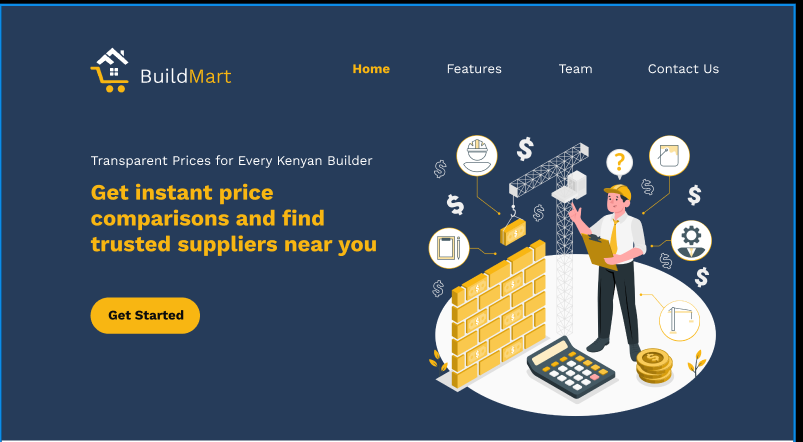 BuildMart
Home
Features
Team
Contact Us
Transparent Prices for Every Kenyan Builder
Get instant price
comparisons and find
trusted suppliers near you
Get Started
$
$
$
$
$
$
$
$
$
$
?